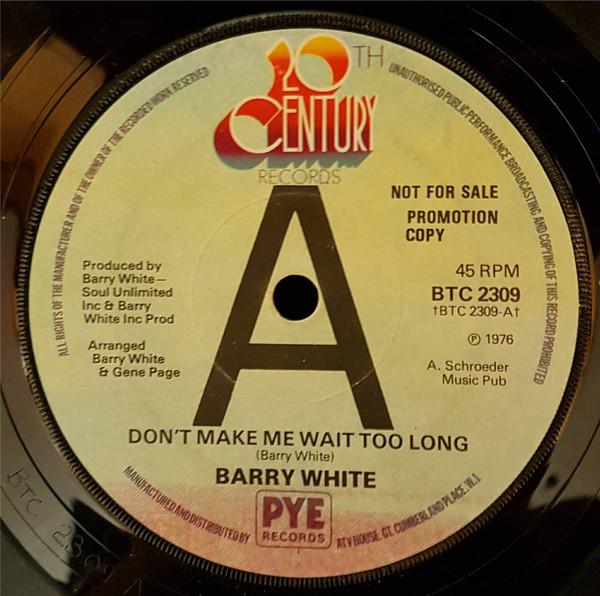 20TH
CENTURY
RECORDS
ALL RIGHTS OF THE MANUFACTURER AND OF THE OWNER OF THE RECORDED WORK RESERVED
UNAUTHORISED PUBLIC PERFORMANCE BROADCASTING AND COPYING OF THIS RECORD PROHIBITED
A
NOT FOR SALE
PROMOTION
COPY
45 RPM
BTC 2309
†BTC 2309-A†
℗ 1976
A. Schroeder
Music Pub
Produced by
Barry White—
Soul Unlimited
Inc & Barry
White Inc Prod
Arranged
Barry White
& Gene Page
DON'T MAKE ME WAIT TOO LONG
(Barry White)
BARRY WHITE
MANUFACTURED AND DISTRIBUTED BY
PYE
RECORDS
ATV HOUSE, GT. CUMBERLAND PLACE, W.1.
BTC 2309 A